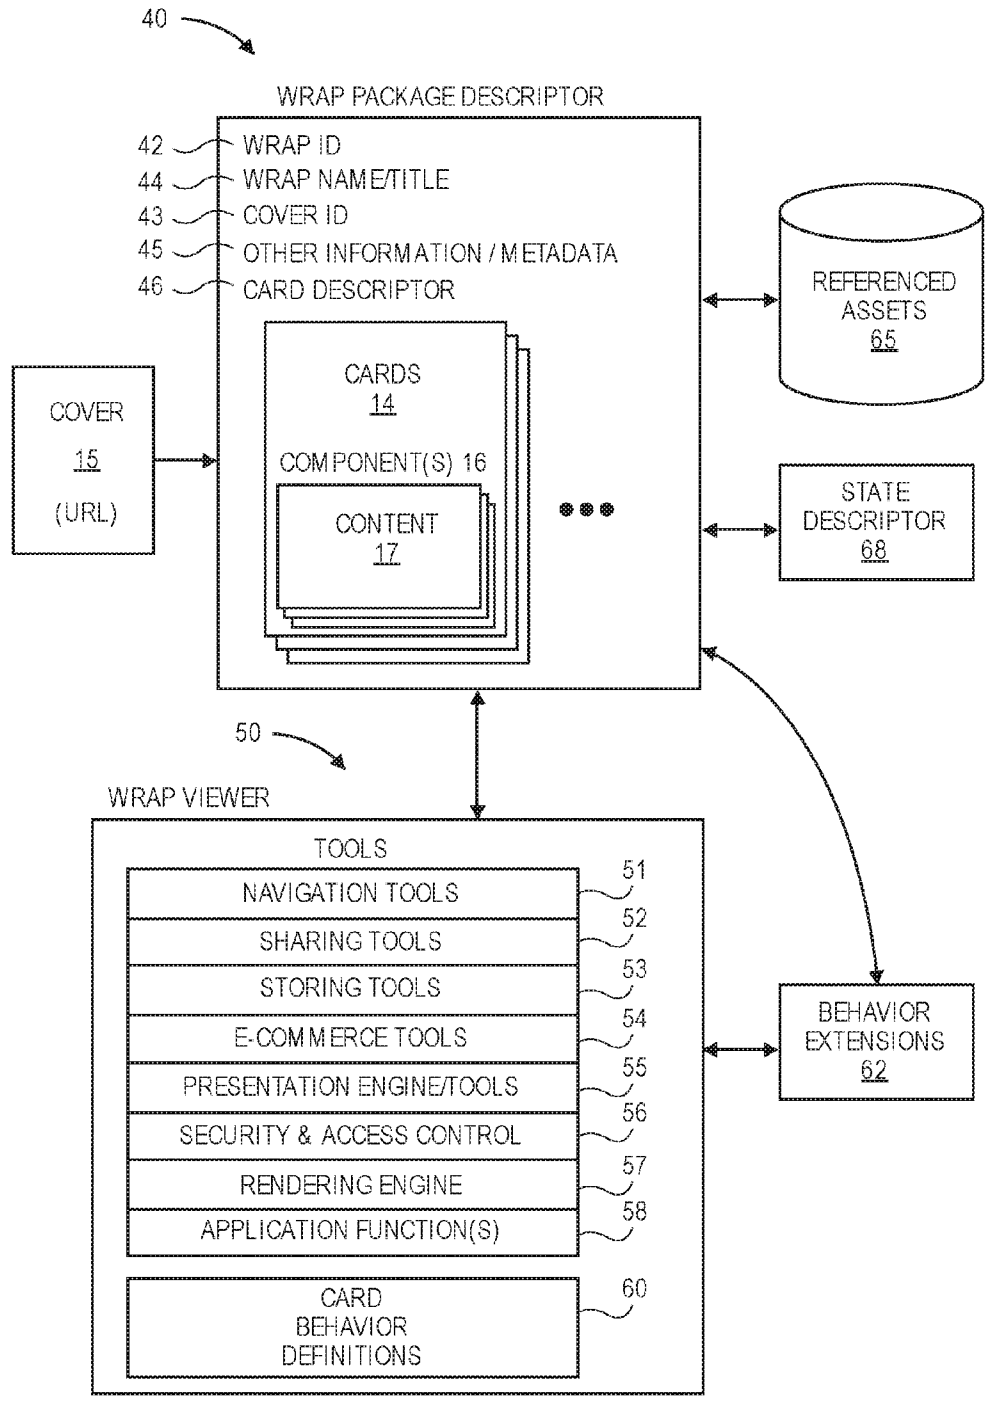 40
WRAP PACKAGE DESCRIPTOR
42 WRAP ID
44 WRAP NAME/TITLE
43 COVER ID
45 OTHER INFORMATION / METADATA
46 CARD DESCRIPTOR
CARDS
14
COMPONENT(S) 16
CONTENT
17
COVER
15
(URL)
REFERENCED
ASSETS
65
STATE
DESCRIPTOR
68
50
WRAP VIEWER
TOOLS
NAVIGATION TOOLS 51
SHARING TOOLS 52
STORING TOOLS 53
E-COMMERCE TOOLS 54
PRESENTATION ENGINE/TOOLS 55
SECURITY & ACCESS CONTROL 56
RENDERING ENGINE 57
APPLICATION FUNCTION(S) 58
CARD 60
BEHAVIOR
DEFINITIONS
BEHAVIOR
EXTENSIONS
62